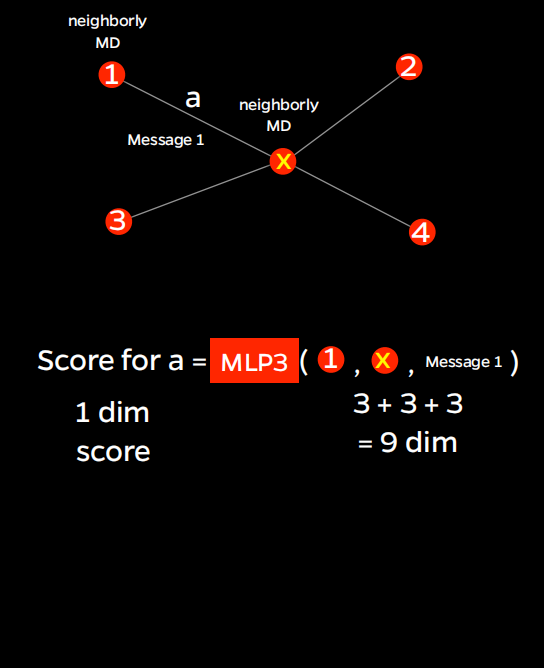 neighborly
MD
1
2
a
neighborly
MD
Message 1
x
3
4
Score for a = MLP3 ( 1 , x , Message 1 )
1 dim
score
3 + 3 + 3
= 9 dim